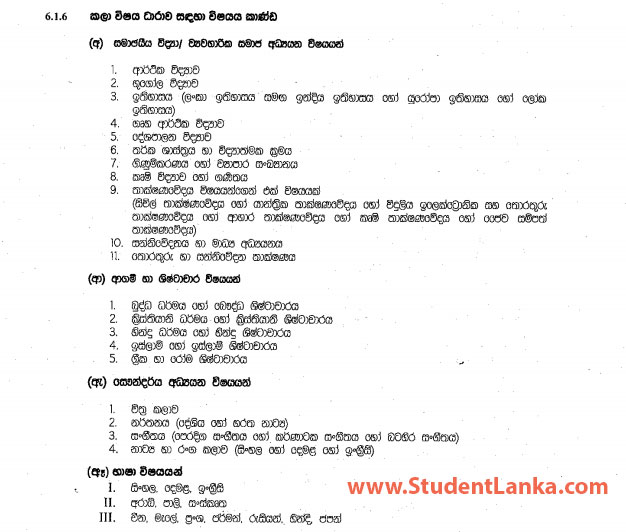 6.1.6 කලා විෂය ධාරාව සඳහා විෂයය කාණ්ඩ
(අ) සමාජයීය විද්‍යා/ ව්‍යවහාරික සමාජ අධ්‍යයන විෂයයන්
1. ආර්ථික විද්‍යාව
2. භූගෝල විද්‍යාව
3. ඉතිහාසය (ලංකා ඉතිහාසය සමඟ ඉන්දීය ඉතිහාසය හෝ යුරෝපා ඉතිහාසය හෝ ලෝක
ඉතිහාසය)
4. ගෘහ ආර්ථික විද්‍යාව
5. දේශපාලන විද්‍යාව
6. තර්ක ශාස්ත්‍රය හා විද්‍යාත්මක ක්‍රමය
7. ගිණුම්කරණය හෝ ව්‍යාපාර සංඛ්‍යානය
8. කෘෂි විද්‍යාව හෝ ගණිතය
9. තාක්ෂණවේදය විෂයයන්ගෙන් එක් විෂයයක්
(සිවිල් තාක්ෂණවේදය හෝ යාන්ත්‍රික තාක්ෂණවේදය හෝ විදුලිය ඉලෙක්ට්‍රොනික සහ තොරතුරු
තාක්ෂණවේදය හෝ ආහාර තාක්ෂණවේදය හෝ කෘෂි තාක්ෂණවේදය හෝ ජෛව සම්පත්
තාක්ෂණවේදය)
10. සන්නිවේදනය හා මාධ්‍ය අධ්‍යයනය
11. තොරතුරු හා සන්නිවේදන තාක්ෂණය
(ආ) ආගම් හා ශිෂ්ටාචාර විෂයයන්
1. බුද්ධ ධර්මය හෝ බෞද්ධ ශිෂ්ටාචාරය
2. ක්‍රිස්තියානි ධර්මය හෝ ක්‍රිස්තියානි ශිෂ්ටාචාරය
3. හින්දු ධර්මය හෝ හින්දු ශිෂ්ටාචාරය
4. ඉස්ලාම් හෝ ඉස්ලාම් ශිෂ්ටාචාරය
5. ග්‍රීක හා රෝම ශිෂ්ටාචාරය
(ඇ) සෞන්දර්ය අධ්‍යයන විෂයයන්
1. චිත්‍ර කලාව
2. නර්තනය (දේශීය හෝ භරත නාට්‍ය)
3. සංගීතය (පෙරදිග සංගීතය හෝ කර්ණාටක සංගීතය හෝ බටහිර සංගීතය)
4. නාට්‍ය හා රංග කලාව (සිංහල හෝ දෙමළ හෝ ඉංග්‍රීසි)
(ඈ) භාෂා විෂයයන්
I. සිංහල, දෙමළ, ඉංග්‍රීසි
II. අරාබි, පාලි, සංස්කෘත
III. චීන, මැලේ, ප්‍රංශ, ජර්මන්, රුසියන්, හින්දි, ජපන්
www.StudentLanka.com